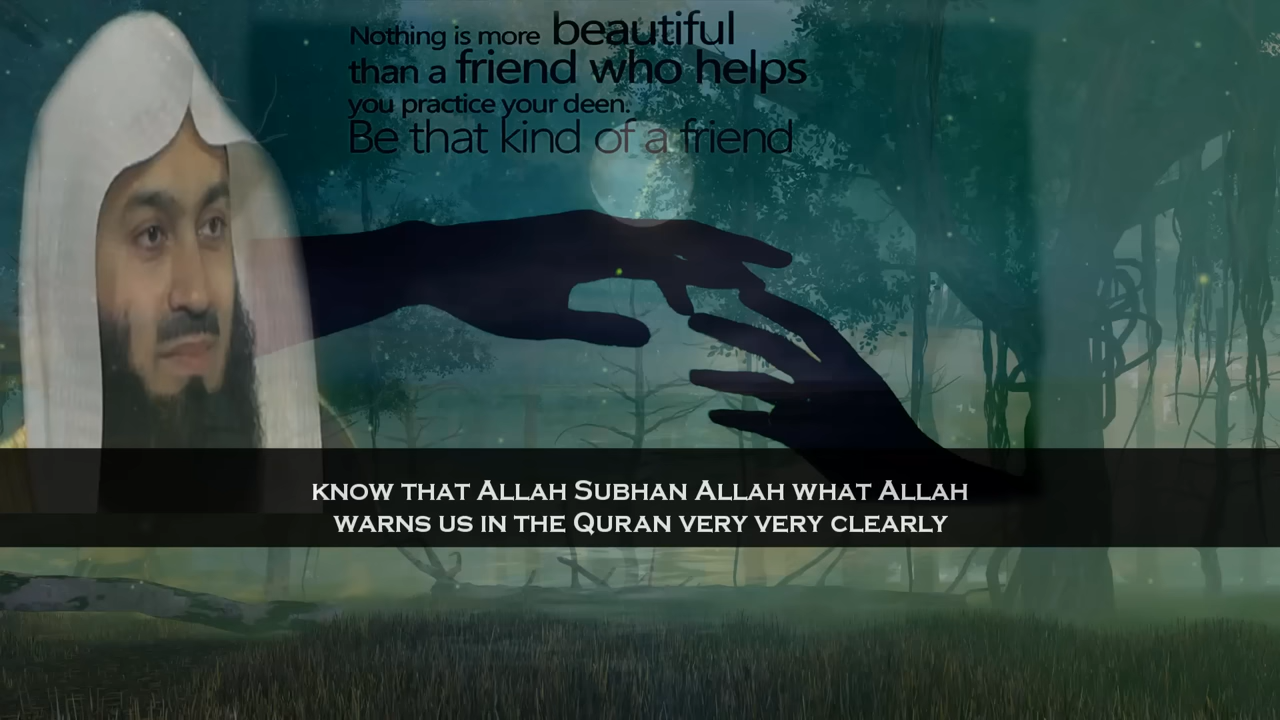 Nothing is more beautiful
than a friend who helps
you practice your deen.
Be that kind of a friend
KNOW THAT ALLAH SUBHAN ALLAH WHAT ALLAH
WARNS US IN THE QURAN VERY VERY CLEARLY